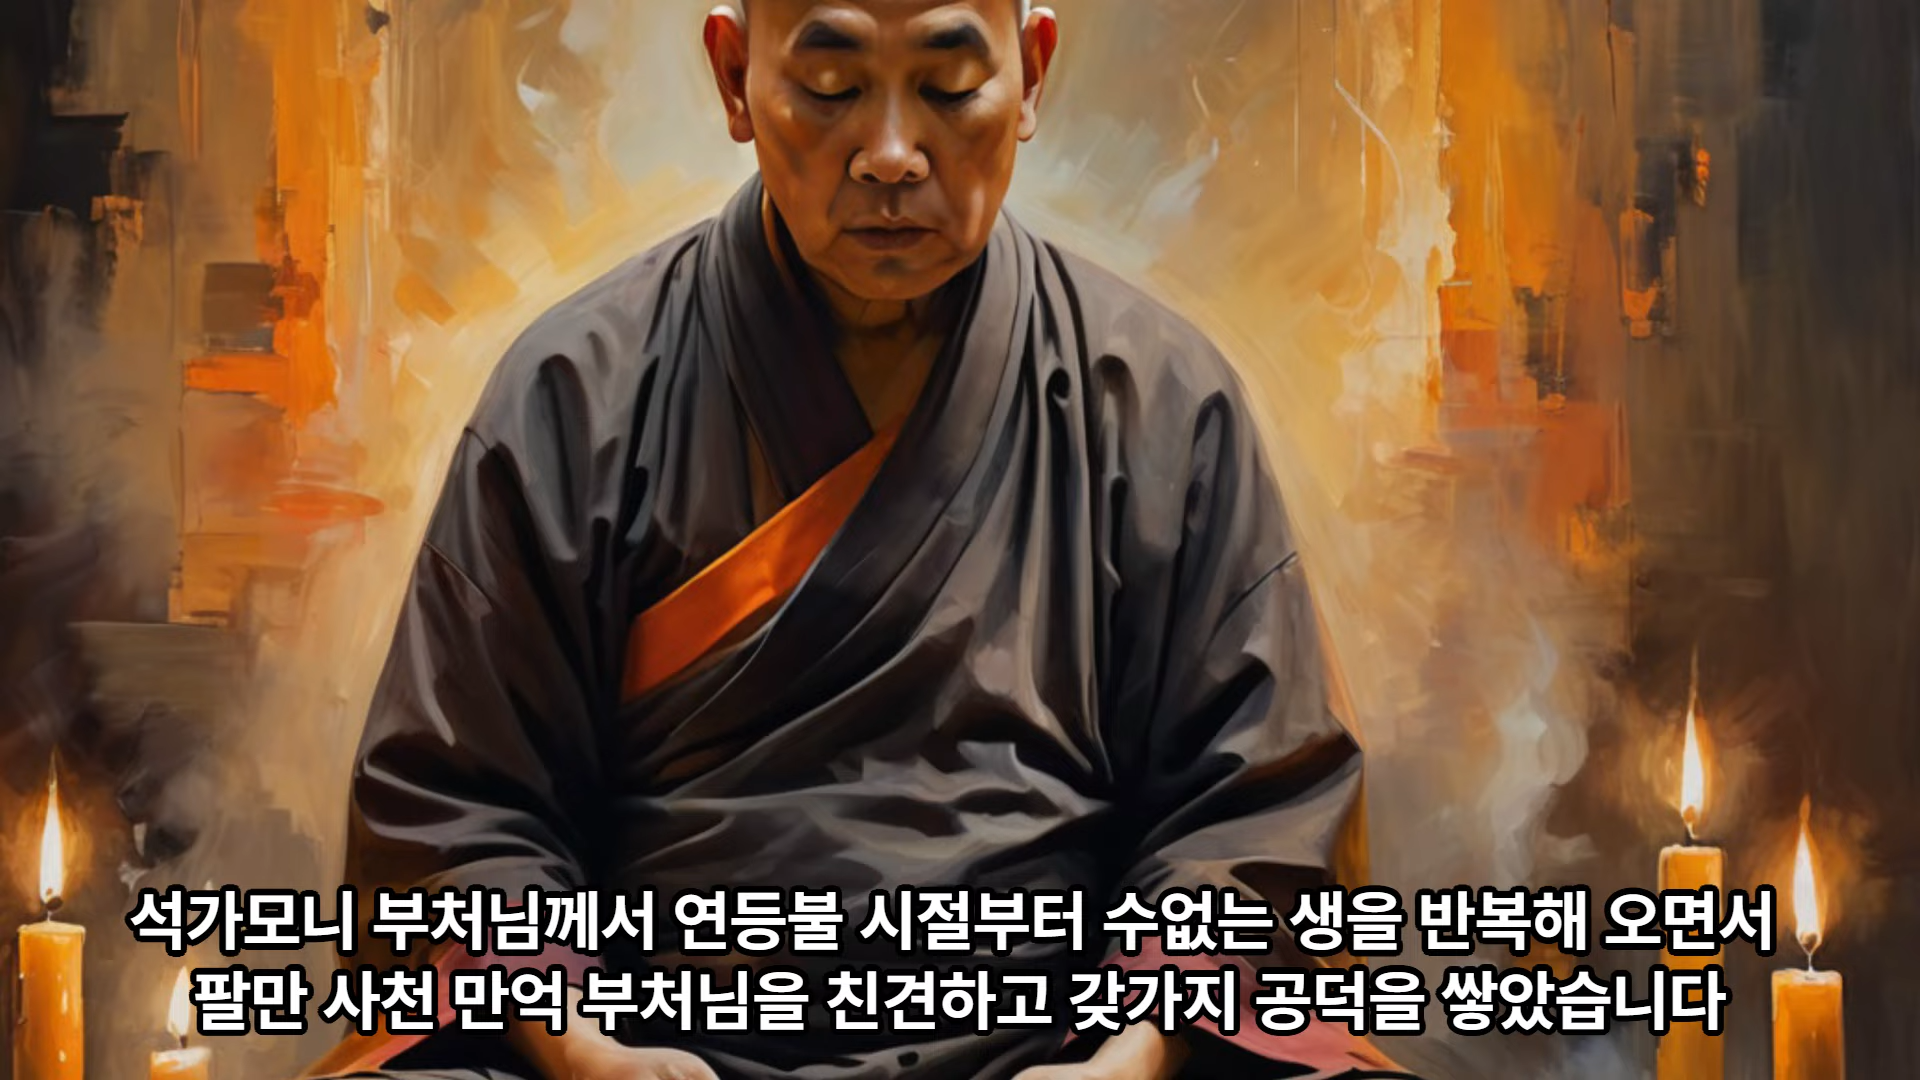 석가모니 부처님께서 연등불 시절부터 수없는 생을 반복해 오면서
팔만 사천 만억 부처님을 친견하고 갖가지 공덕을 쌓았습니다